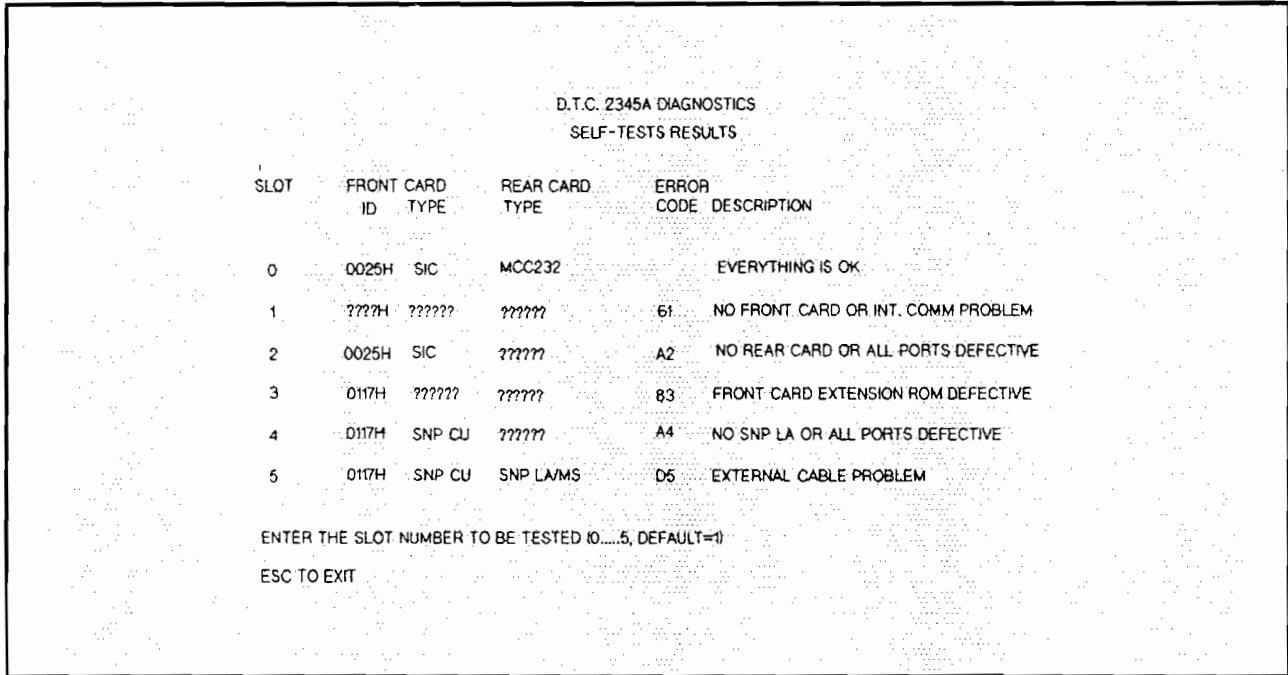 D.T.C. 2345A DIAGNOSTICS
SELF-TESTS RESULTS
SLOT FRONT CARD REAR CARD ERROR
ID TYPE TYPE CODE DESCRIPTION
0 0025H SIC MCC232 EVERYTHING IS OK
1 ????H ?????? ?????? 61 NO FRONT CARD OR INT. COMM PROBLEM
2 0025H SIC ?????? A2 NO REAR CARD OR ALL PORTS DEFECTIVE
3 0117H ?????? ?????? 83 FRONT CARD EXTENSION ROM DEFECTIVE
4 0117H SNP CU ?????? A4 NO SNP LA OR ALL PORTS DEFECTIVE
5 0117H SNP CU SNP LA/MS D5 EXTERNAL CABLE PROBLEM
ENTER THE SLOT NUMBER TO BE TESTED (0.....5, DEFAULT=1)
ESC TO EXIT